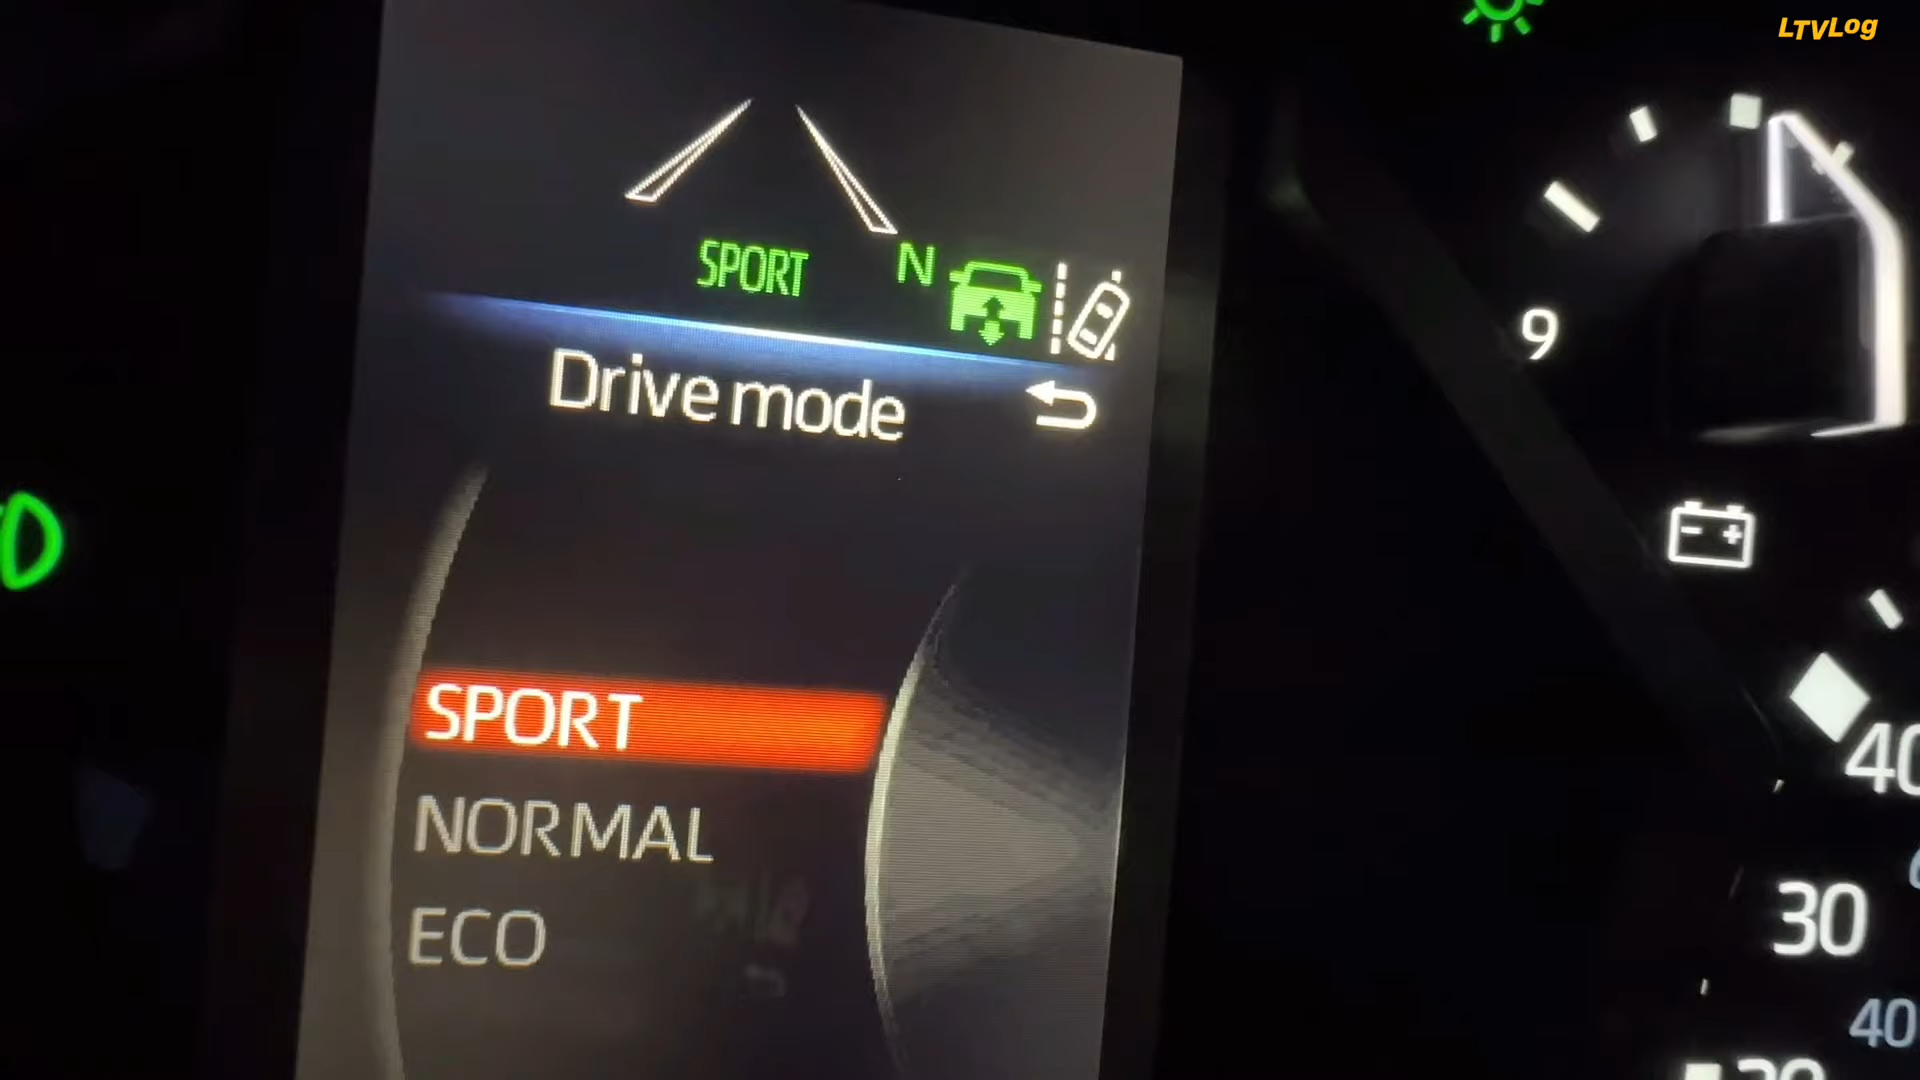 LTVLog
SPORT N
Drive mode
SPORT
NORMAL
ECO
9
40
30
40